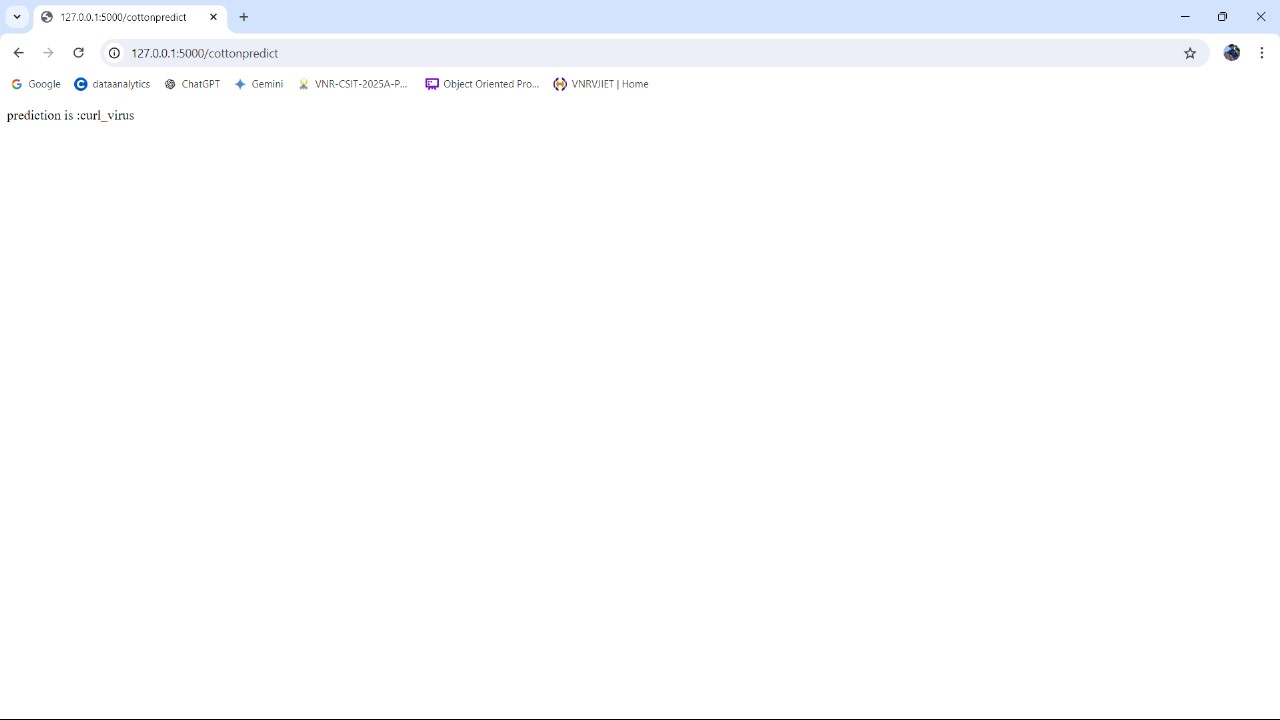 127.0.0.1:5000/cottonpredict
127.0.0.1:5000/cottonpredict
Google dataanalytics ChatGPT Gemini VNR-CSIT-2025A-P... Object Oriented Pro... VNRVJIET | Home
prediction is :curl_virus